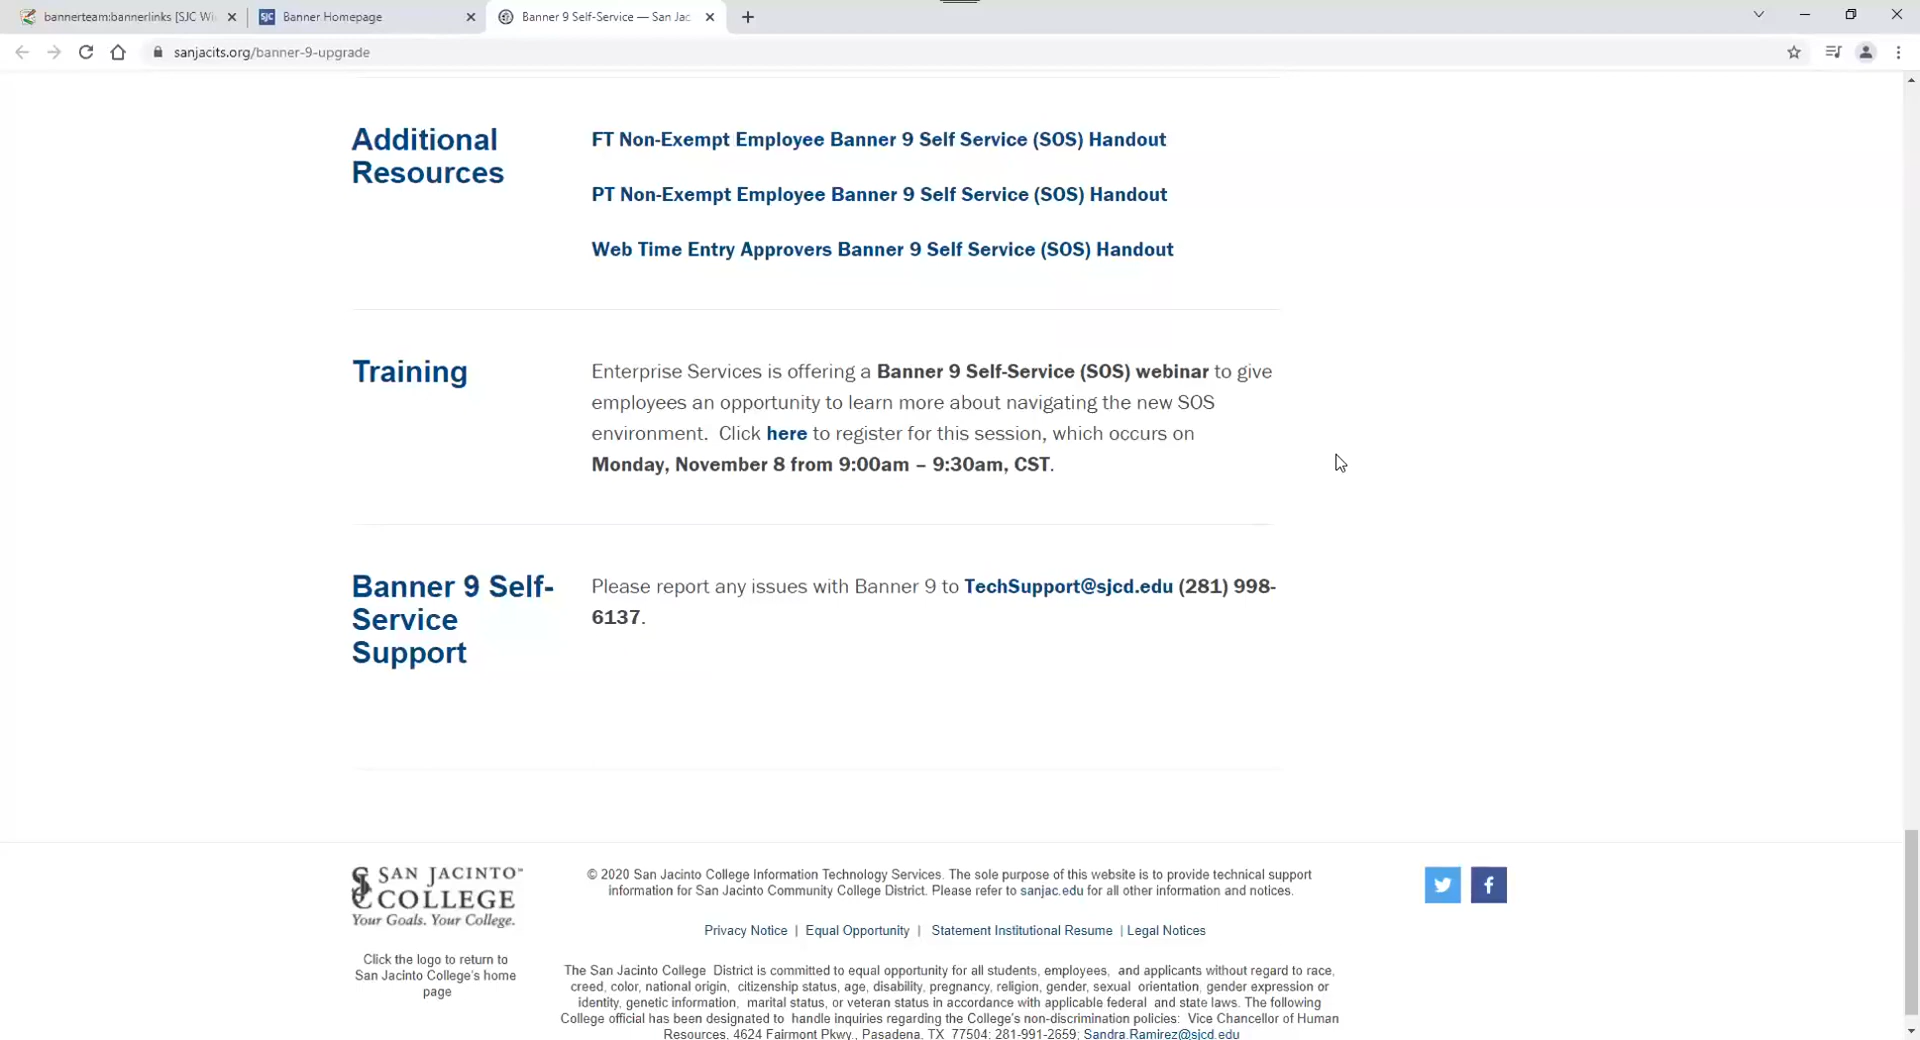 bannerteam:bannerlinks [SJC Wi
Banner Homepage
Banner 9 Self-Service — San Jac
sanjacits.org/banner-9-upgrade
Additional
Resources
FT Non-Exempt Employee Banner 9 Self Service (SOS) Handout
PT Non-Exempt Employee Banner 9 Self Service (SOS) Handout
Web Time Entry Approvers Banner 9 Self Service (SOS) Handout
Training
Enterprise Services is offering a Banner 9 Self-Service (SOS) webinar to give
employees an opportunity to learn more about navigating the new SOS
environment. Click here to register for this session, which occurs on
Monday, November 8 from 9:00am – 9:30am, CST.
Banner 9 Self-
Service
Support
Please report any issues with Banner 9 to TechSupport@sjcd.edu (281) 998-
6137.
SAN JACINTO™
COLLEGE
Your Goals. Your College.
Click the logo to return to
San Jacinto College's home
page
© 2020 San Jacinto College Information Technology Services. The sole purpose of this website is to provide technical support
information for San Jacinto Community College District. Please refer to sanjac.edu for all other information and notices.
Privacy Notice | Equal Opportunity | Statement Institutional Resume | Legal Notices
The San Jacinto College District is committed to equal opportunity for all students, employees, and applicants without regard to race,
creed, color, national origin, citizenship status, age, disability, pregnancy, religion, gender, sexual orientation, gender expression or
identity, genetic information, marital status, or veteran status in accordance with applicable federal and state laws. The following
College official has been designated to handle inquiries regarding the College's non-discrimination policies: Vice Chancellor of Human
Resources, 4624 Fairmont Pkwy., Pasadena, TX 77504; 281-991-2659; Sandra.Ramirez@sjcd.edu